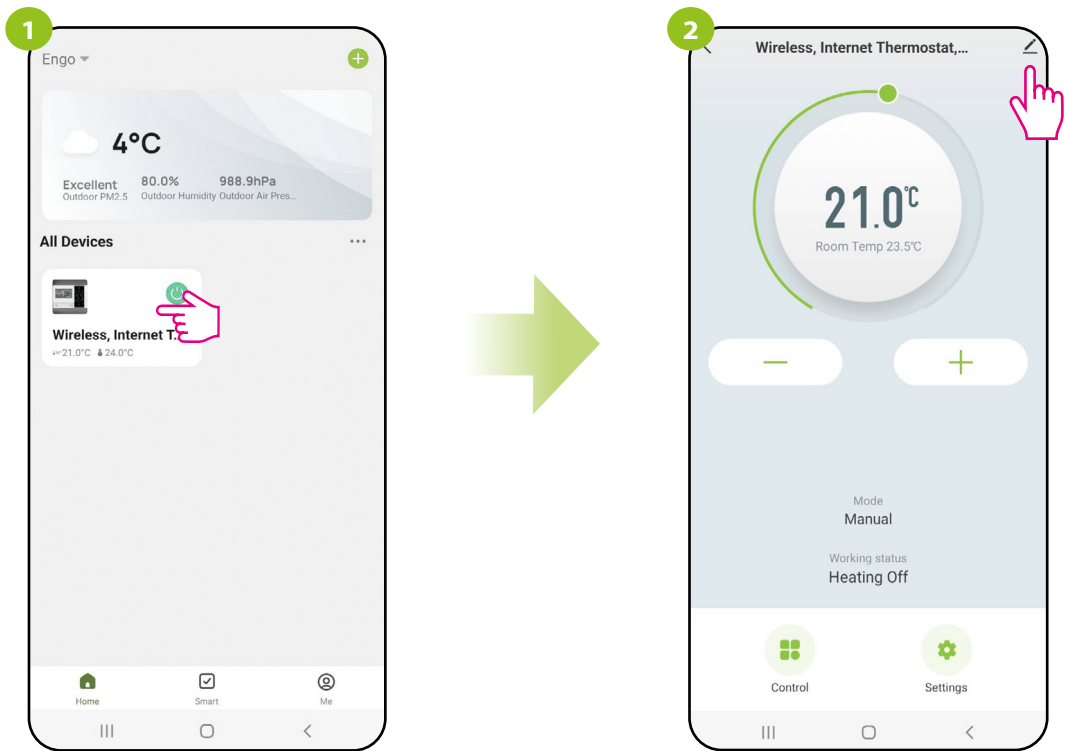 1
Engo
4°C
Excellent 80.0% 988.9hPa
Outdoor PM2.5 Outdoor Humidity Outdoor Air Pres...
All Devices
Wireless, Internet T...
21.0°C 24.0°C
Home Smart Me
2
Wireless, Internet Thermostat,...
21.0°C
Room Temp 23.5°C
Mode
Manual
Working status
Heating Off
Control Settings